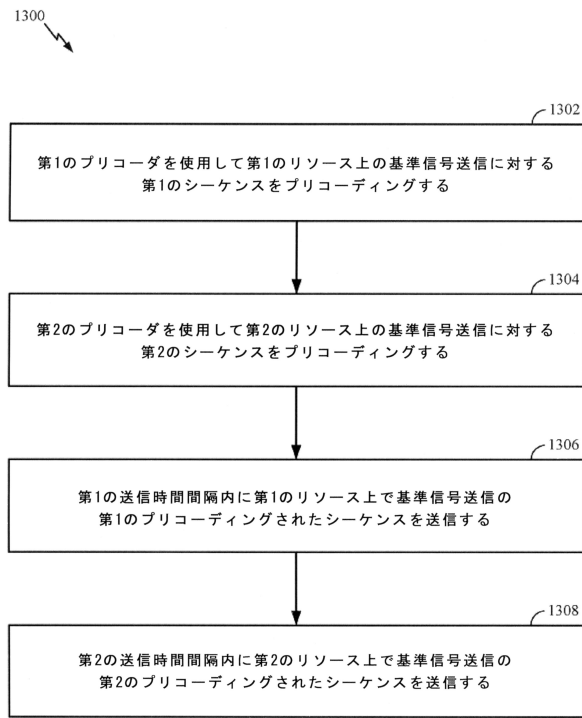 1300
1302
第1のプリコーダを使用して第1のリソース上の基準信号送信に対する
第1のシーケンスをプリコーディングする
1304
第2のプリコーダを使用して第2のリソース上の基準信号送信に対する
第2のシーケンスをプリコーディングする
1306
第1の送信時間間隔内に第1のリソース上で基準信号送信の
第1のプリコーディングされたシーケンスを送信する
1308
第2の送信時間間隔内に第2のリソース上で基準信号送信の
第2のプリコーディングされたシーケンスを送信する